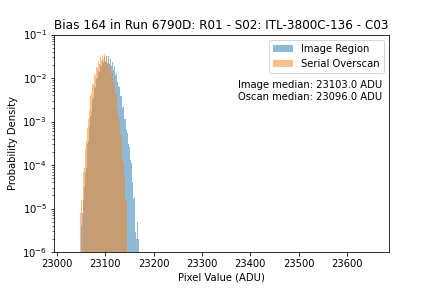 Bias 164 in Run 6790D: R01 - S02: ITL-3800C-136 - C03
Image Region
Serial Overscan
Image median: 23103.0 ADU
Oscan median: 23096.0 ADU
Probability Density
10⁻¹
10⁻²
10⁻³
10⁻⁴
10⁻⁵
10⁻⁶
23000 23100 23200 23300 23400 23500 23600
Pixel Value (ADU)